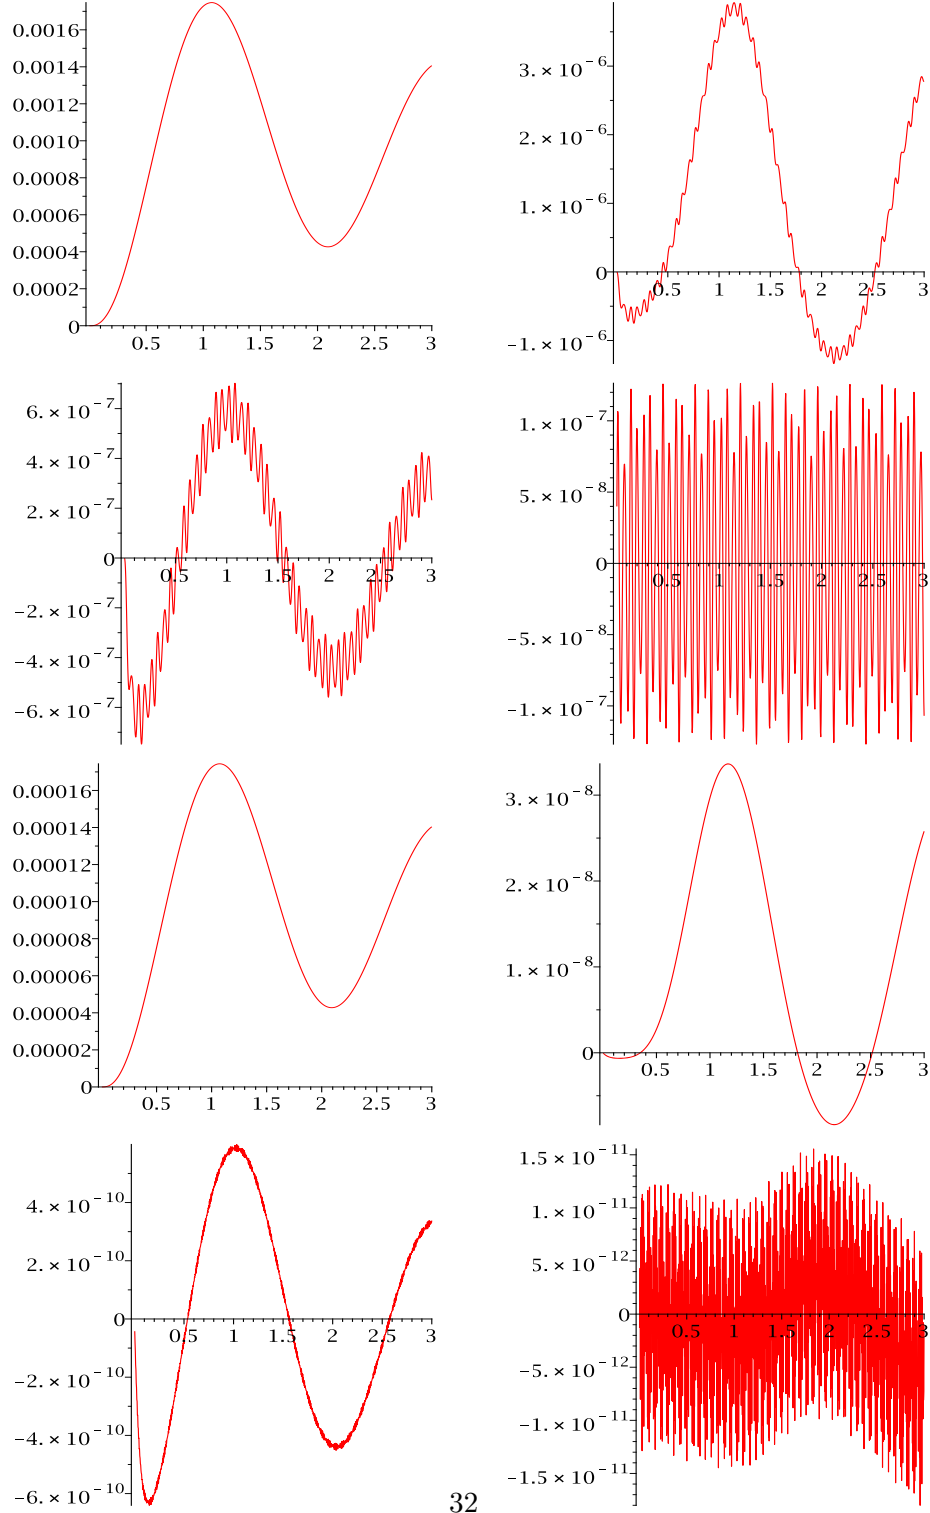 0.0016
0.0014
0.0012
0.0010
0.0008
0.0006
0.0004
0.0002
0
0.5 1 1.5 2 2.5 3
3. × 10⁻⁶
2. × 10⁻⁶
1. × 10⁻⁶
0
0.5 1 1.5 2 2.5 3
−1. × 10⁻⁶
6. × 10⁻⁷
4. × 10⁻⁷
2. × 10⁻⁷
0
0.5 1 1.5 2 2.5 3
−2. × 10⁻⁷
−4. × 10⁻⁷
−6. × 10⁻⁷
1. × 10⁻⁷
5. × 10⁻⁸
0
0.5 1 1.5 2 2.5 3
−5. × 10⁻⁸
−1. × 10⁻⁷
0.00016
0.00014
0.00012
0.00010
0.00008
0.00006
0.00004
0.00002
0
0.5 1 1.5 2 2.5 3
3. × 10⁻⁸
2. × 10⁻⁸
1. × 10⁻⁸
0
0.5 1 1.5 2 2.5 3
4. × 10⁻¹⁰
2. × 10⁻¹⁰
0
0.5 1 1.5 2 2.5 3
−2. × 10⁻¹⁰
−4. × 10⁻¹⁰
−6. × 10⁻¹⁰
1.5 × 10⁻¹¹
1. × 10⁻¹¹
5. × 10⁻¹²
0
0.5 1 1.5 2 2.5 3
−5. × 10⁻¹²
−1. × 10⁻¹¹
−1.5 × 10⁻¹¹
32